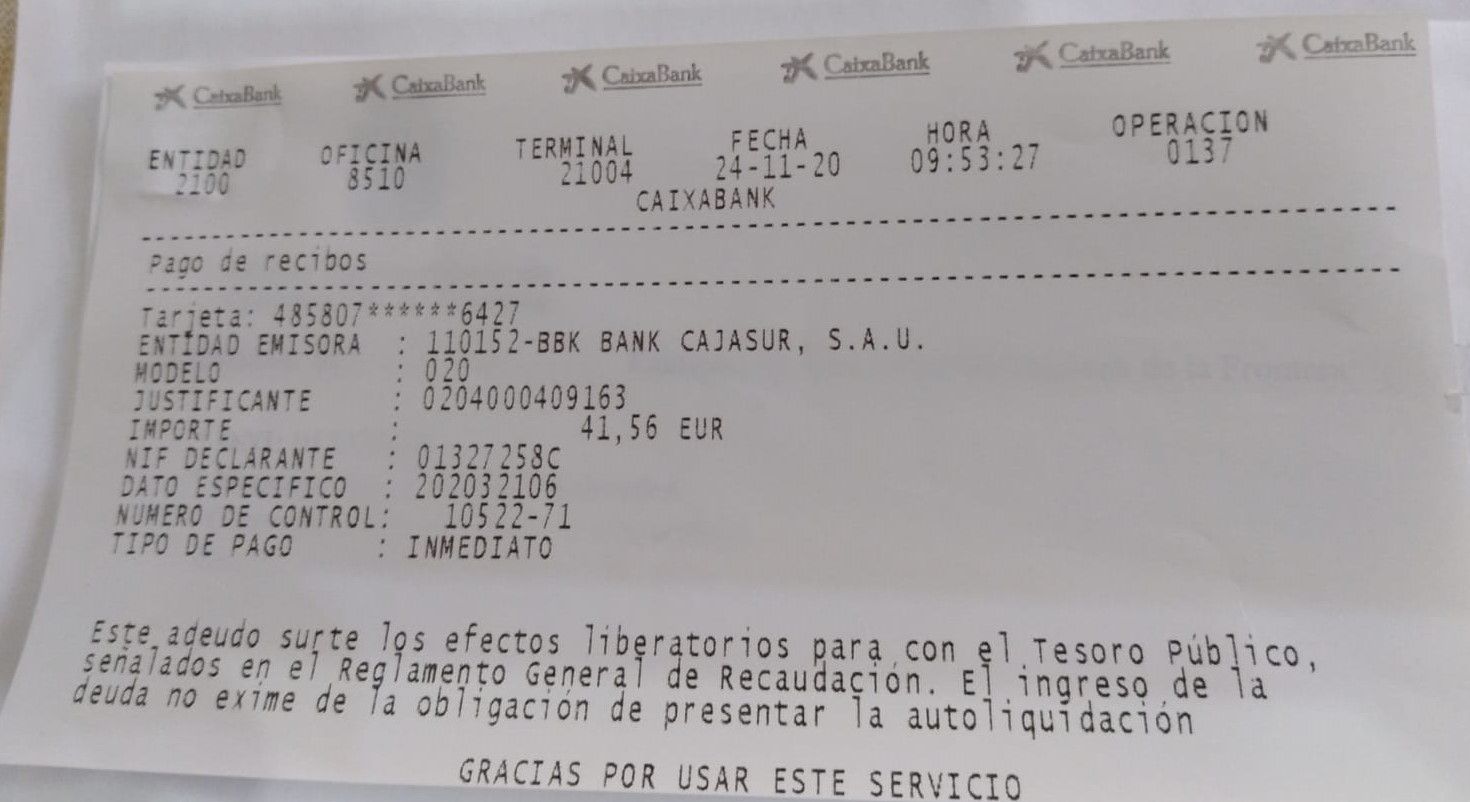 CaixaBank CaixaBank CaixaBank CaixaBank CaixaBank CaixaBank
ENTIDAD OFICINA TERMINAL FECHA HORA OPERACION
2100 8510 21004 24-11-20 09:53:27 0137
CAIXABANK
Pago de recibos
Tarjeta: 485807******6427
ENTIDAD EMISORA : 110152-BBK BANK CAJASUR, S.A.U.
MODELO : 020
JUSTIFICANTE : 0204000409163
IMPORTE : 41,56 EUR
NIF DECLARANTE : 01327258C
DATO ESPECIFICO : 202032106
NUMERO DE CONTROL: 10522-71
TIPO DE PAGO : INMEDIATO
Este adeudo surte los efectos liberatorios para con el Tesoro Público,
señalados en el Reglamento General de Recaudación. El ingreso de la
deuda no exime de la obligación de presentar la autoliquidación
GRACIAS POR USAR ESTE SERVICIO